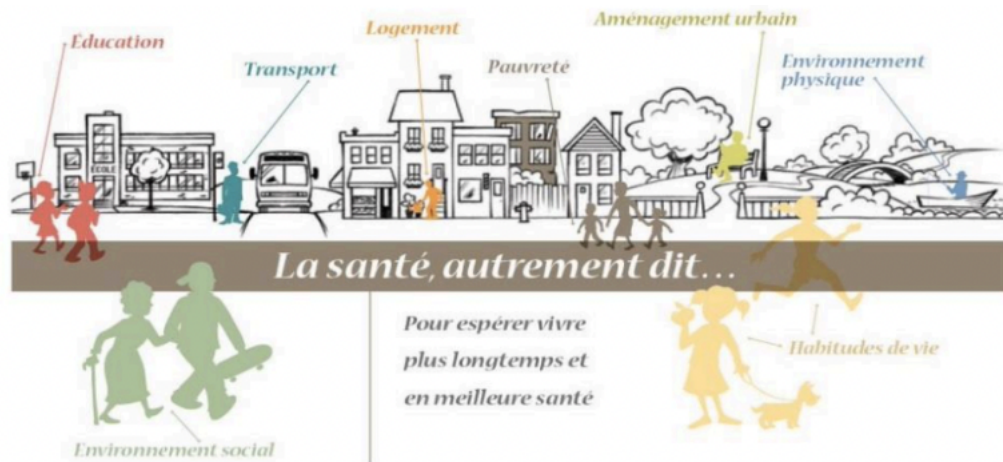 Education
Transport
Logement
Pauvreté
Aménagement urbain
Environnement
physique
ÉCOLE
La santé, autrement dit...
Pour espérer vivre
plus longtemps et
en meilleure santé
Habitudes de vie
Environnement social